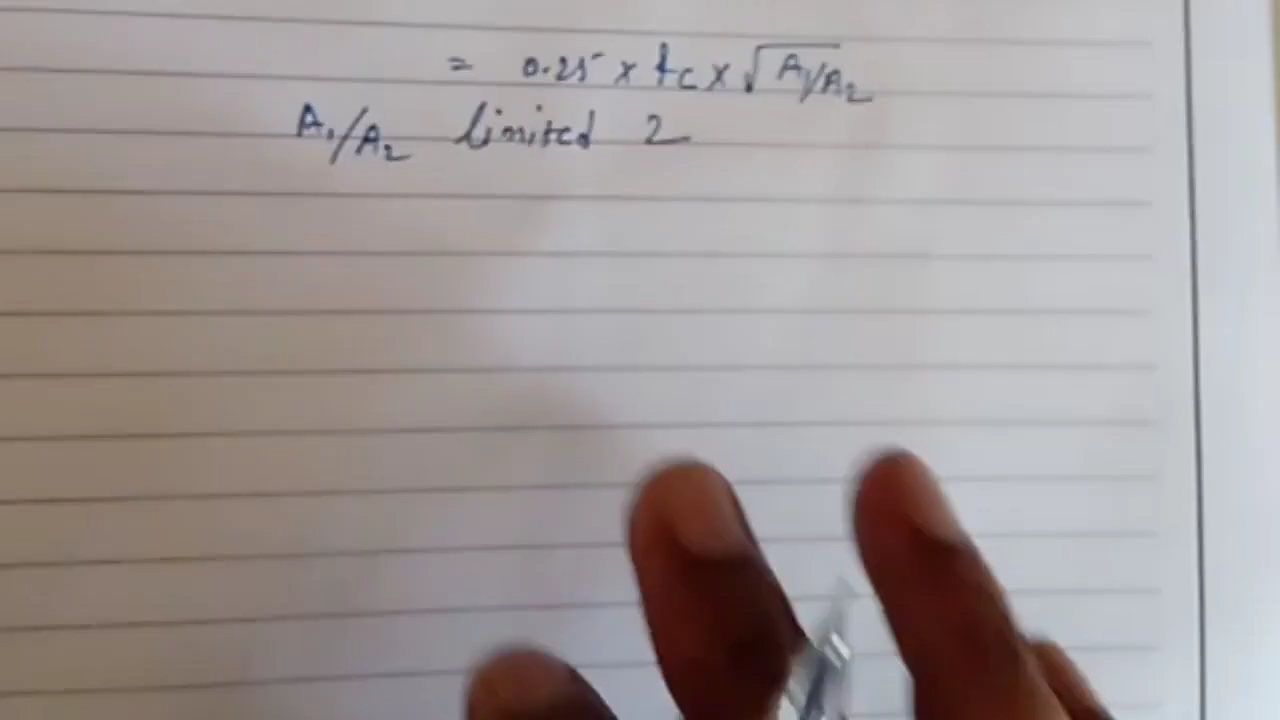 = 0.25 × fc × √A1/A2
A1/A2 limited 2